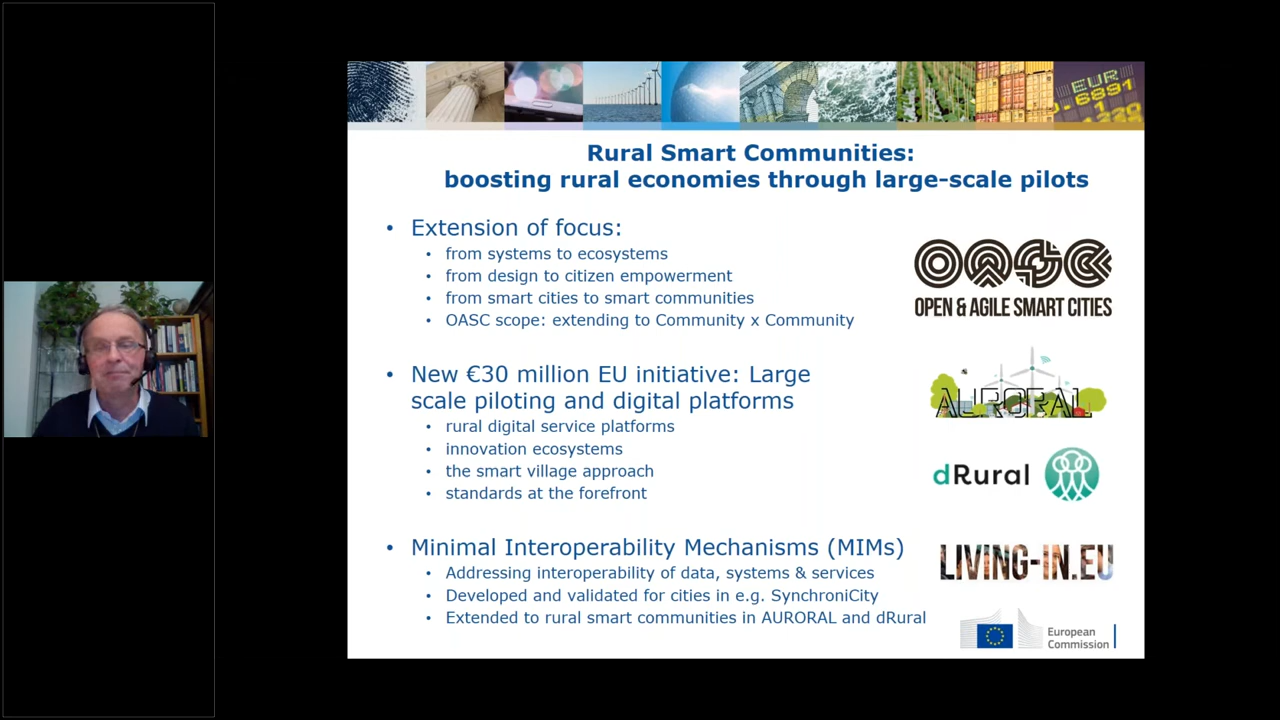 EUR
6891
Rural Smart Communities:
boosting rural economies through large-scale pilots
• Extension of focus:
• from systems to ecosystems
• from design to citizen empowerment
• from smart cities to smart communities
• OASC scope: extending to Community x Community
OASC
OPEN & AGILE SMART CITIES
• New €30 million EU initiative: Large
scale piloting and digital platforms
• rural digital service platforms
• innovation ecosystems
• the smart village approach
• standards at the forefront
AURORAL
dRural
• Minimal Interoperability Mechanisms (MIMs)
• Addressing interoperability of data, systems & services
• Developed and validated for cities in e.g. SynchroniCity
• Extended to rural smart communities in AURORAL and dRural
LIVING-IN.EU
European
Commission